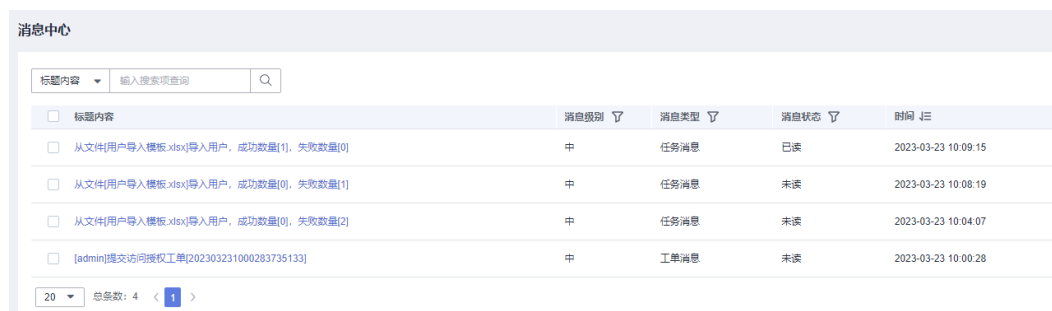 消息中心
标题内容 输入搜索项查询
标题内容 消息级别 消息类型 消息状态 时间
从文件[用户导入模板.xlsx]导入用户，成功数量[1]，失败数量[0] 中 任务消息 已读 2023-03-23 10:09:15
从文件[用户导入模板.xlsx]导入用户，成功数量[0]，失败数量[1] 中 任务消息 未读 2023-03-23 10:08:19
从文件[用户导入模板.xlsx]导入用户，成功数量[0]，失败数量[2] 中 任务消息 未读 2023-03-23 10:04:07
[admin]提交访问授权工单[202303231000283735133] 中 工单消息 未读 2023-03-23 10:00:28
20 总条数：4 < 1 >